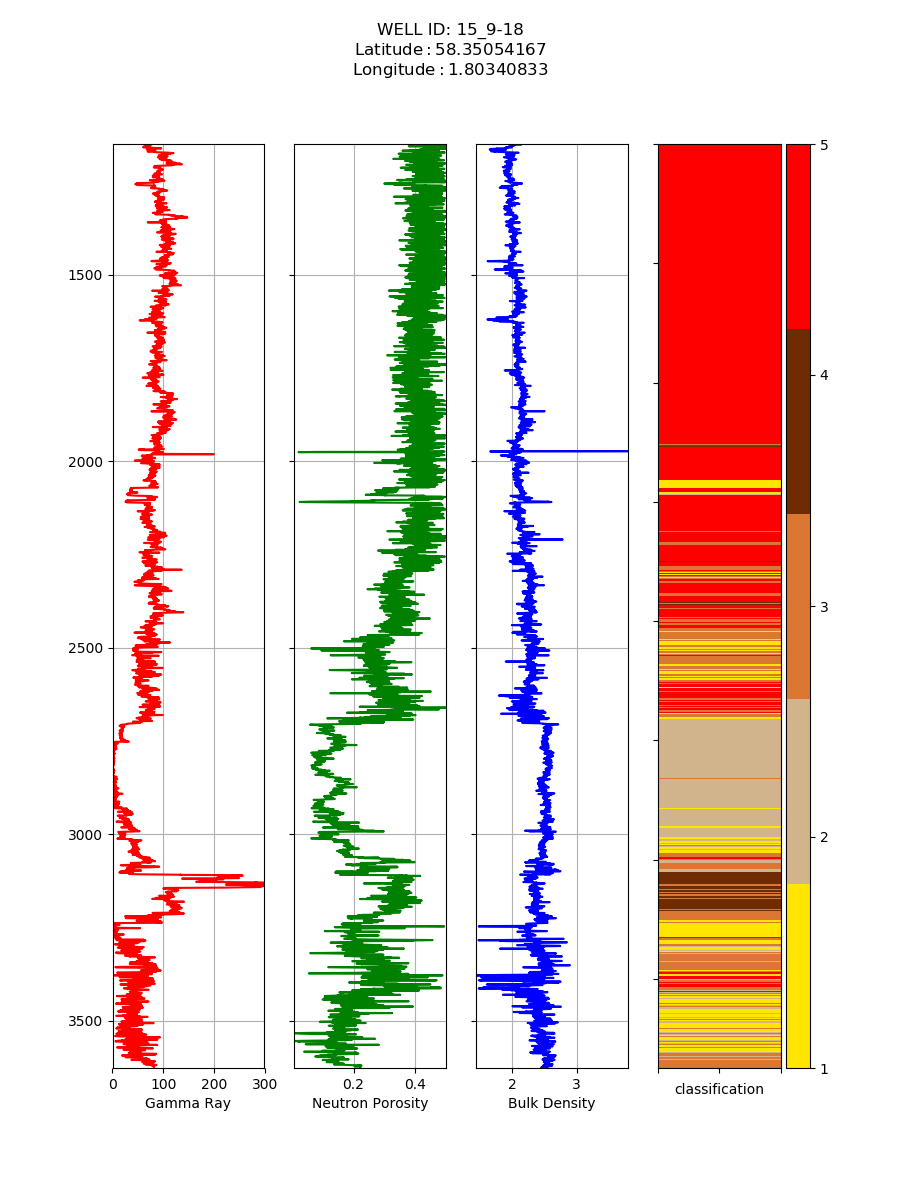 WELL ID: 15_9-18
Latitude : 58.35054167
Longitude : 1.80340833
1500
2000
2500
3000
3500
0 100 200 300
Gamma Ray
0.2 0.4
Neutron Porosity
2 3
Bulk Density
classification
5
4
3
2
1